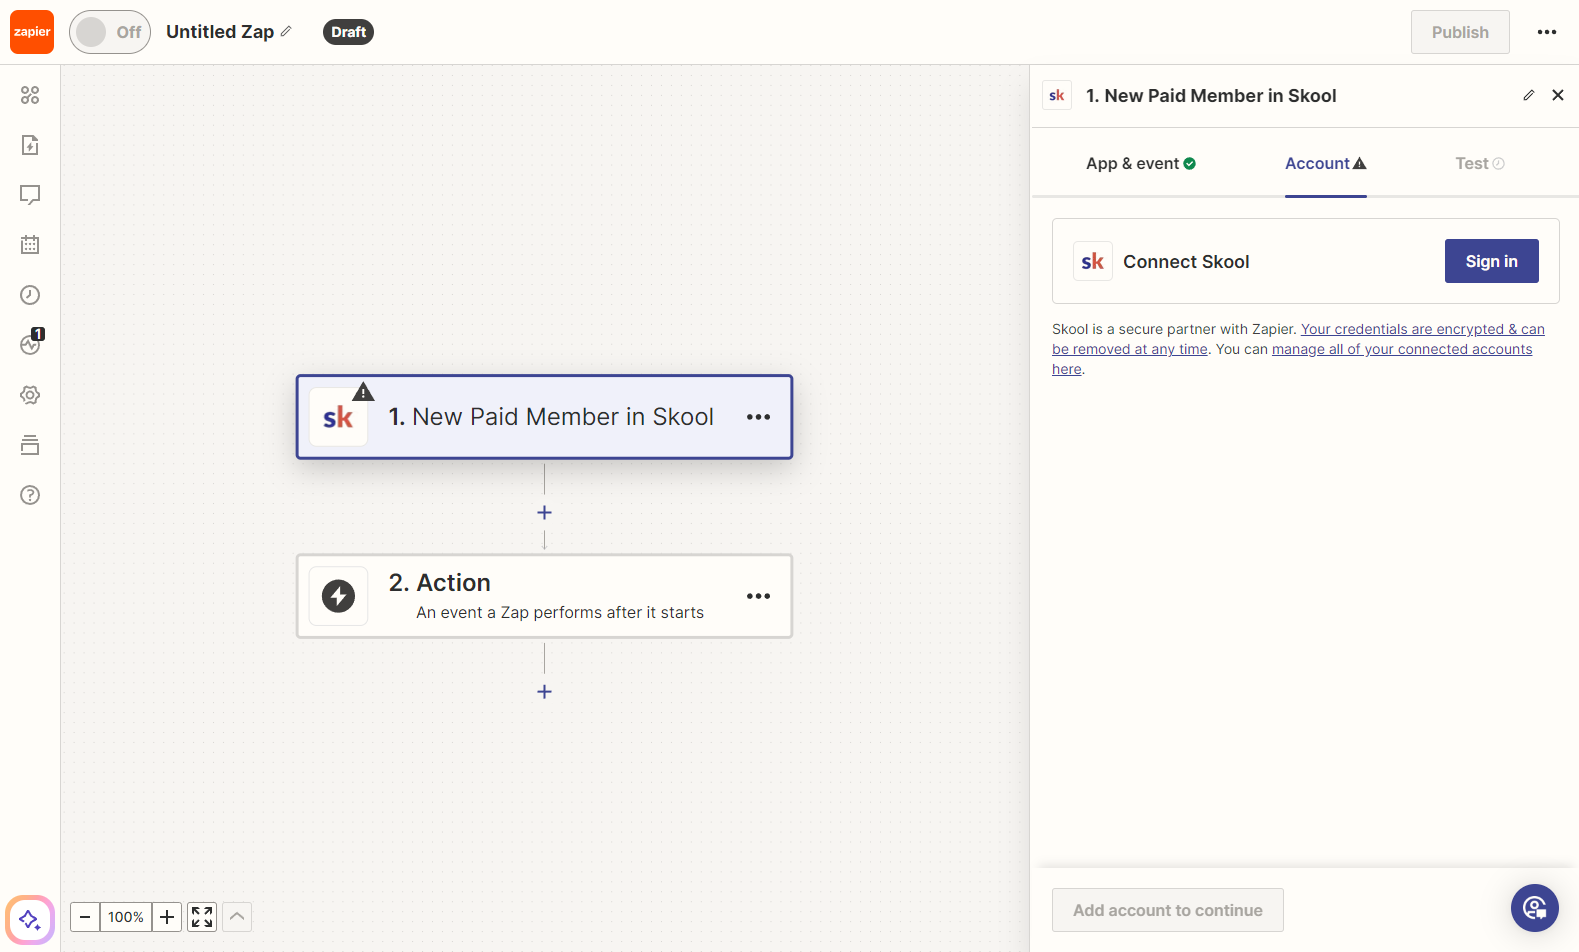 zapier
Off
Untitled Zap
Draft
Publish
1
sk
1. New Paid Member in Skool
2. Action
An event a Zap performs after it starts
100%
sk
1. New Paid Member in Skool
App & event
Account
Test
sk
Connect Skool
Sign in
Skool is a secure partner with Zapier. Your credentials are encrypted & can
be removed at any time. You can manage all of your connected accounts
here.
Add account to continue